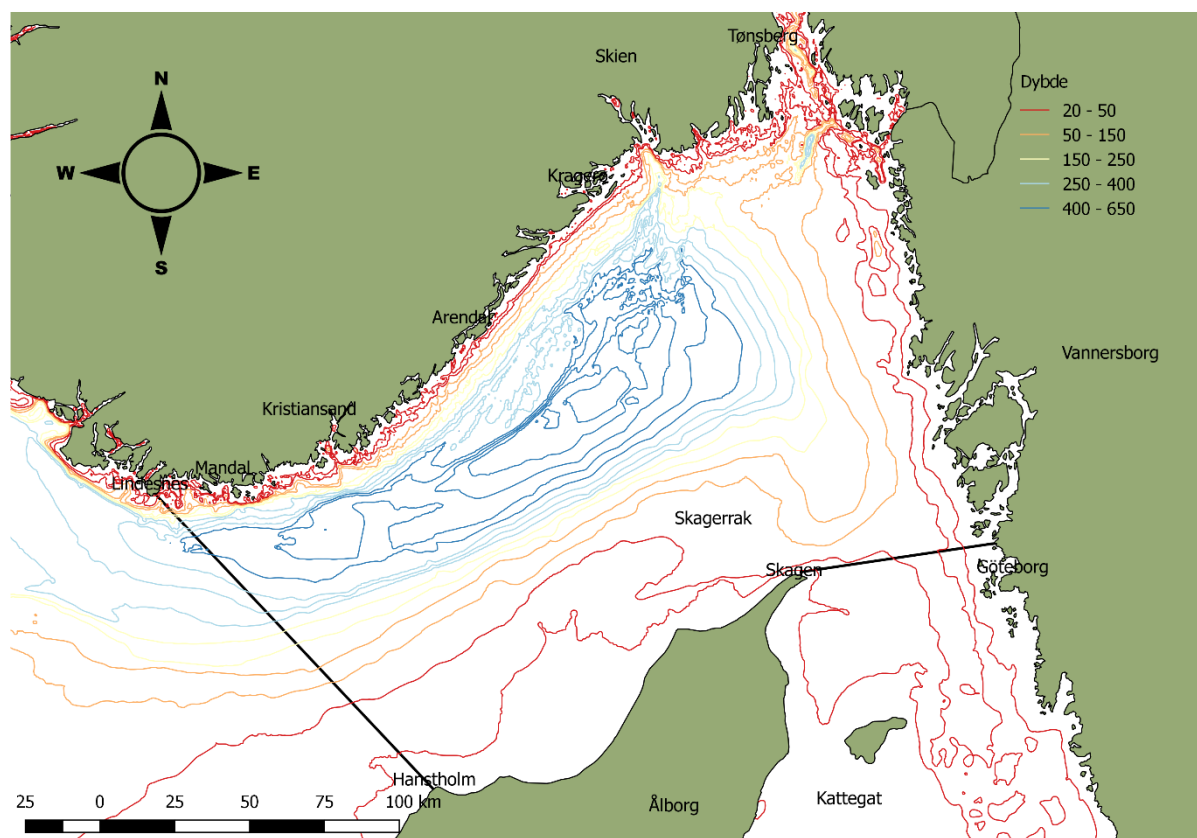 Tønsberg
Skien
N
W
E
S
Dybde
20 - 50
50 - 150
150 - 250
250 - 400
400 - 650
Kragerø
Arendal
Vannersborg
Kristiansand
Mandal
Lindesnes
Skagerrak
Skagen
Göteborg
Hanstholm
25 0 25 50 75 100 km
Ålborg
Kattegat